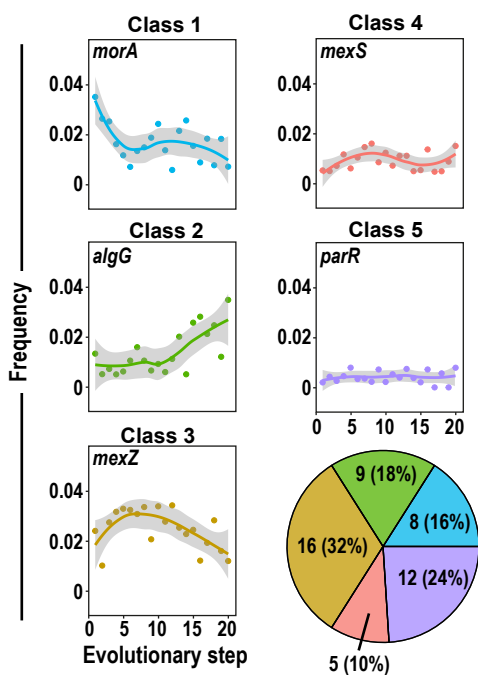 Class 1
morA
0.04
0.02
0
Class 2
algG
0.04
0.02
0
Class 3
mexZ
0.04
0.02
0
0 5 10 15 20
Evolutionary step
Frequency
Class 4
mexS
0.04
0.02
0
Class 5
parR
0.04
0.02
0
0 5 10 15 20
9 (18%)
8 (16%)
16 (32%)
12 (24%)
5 (10%)